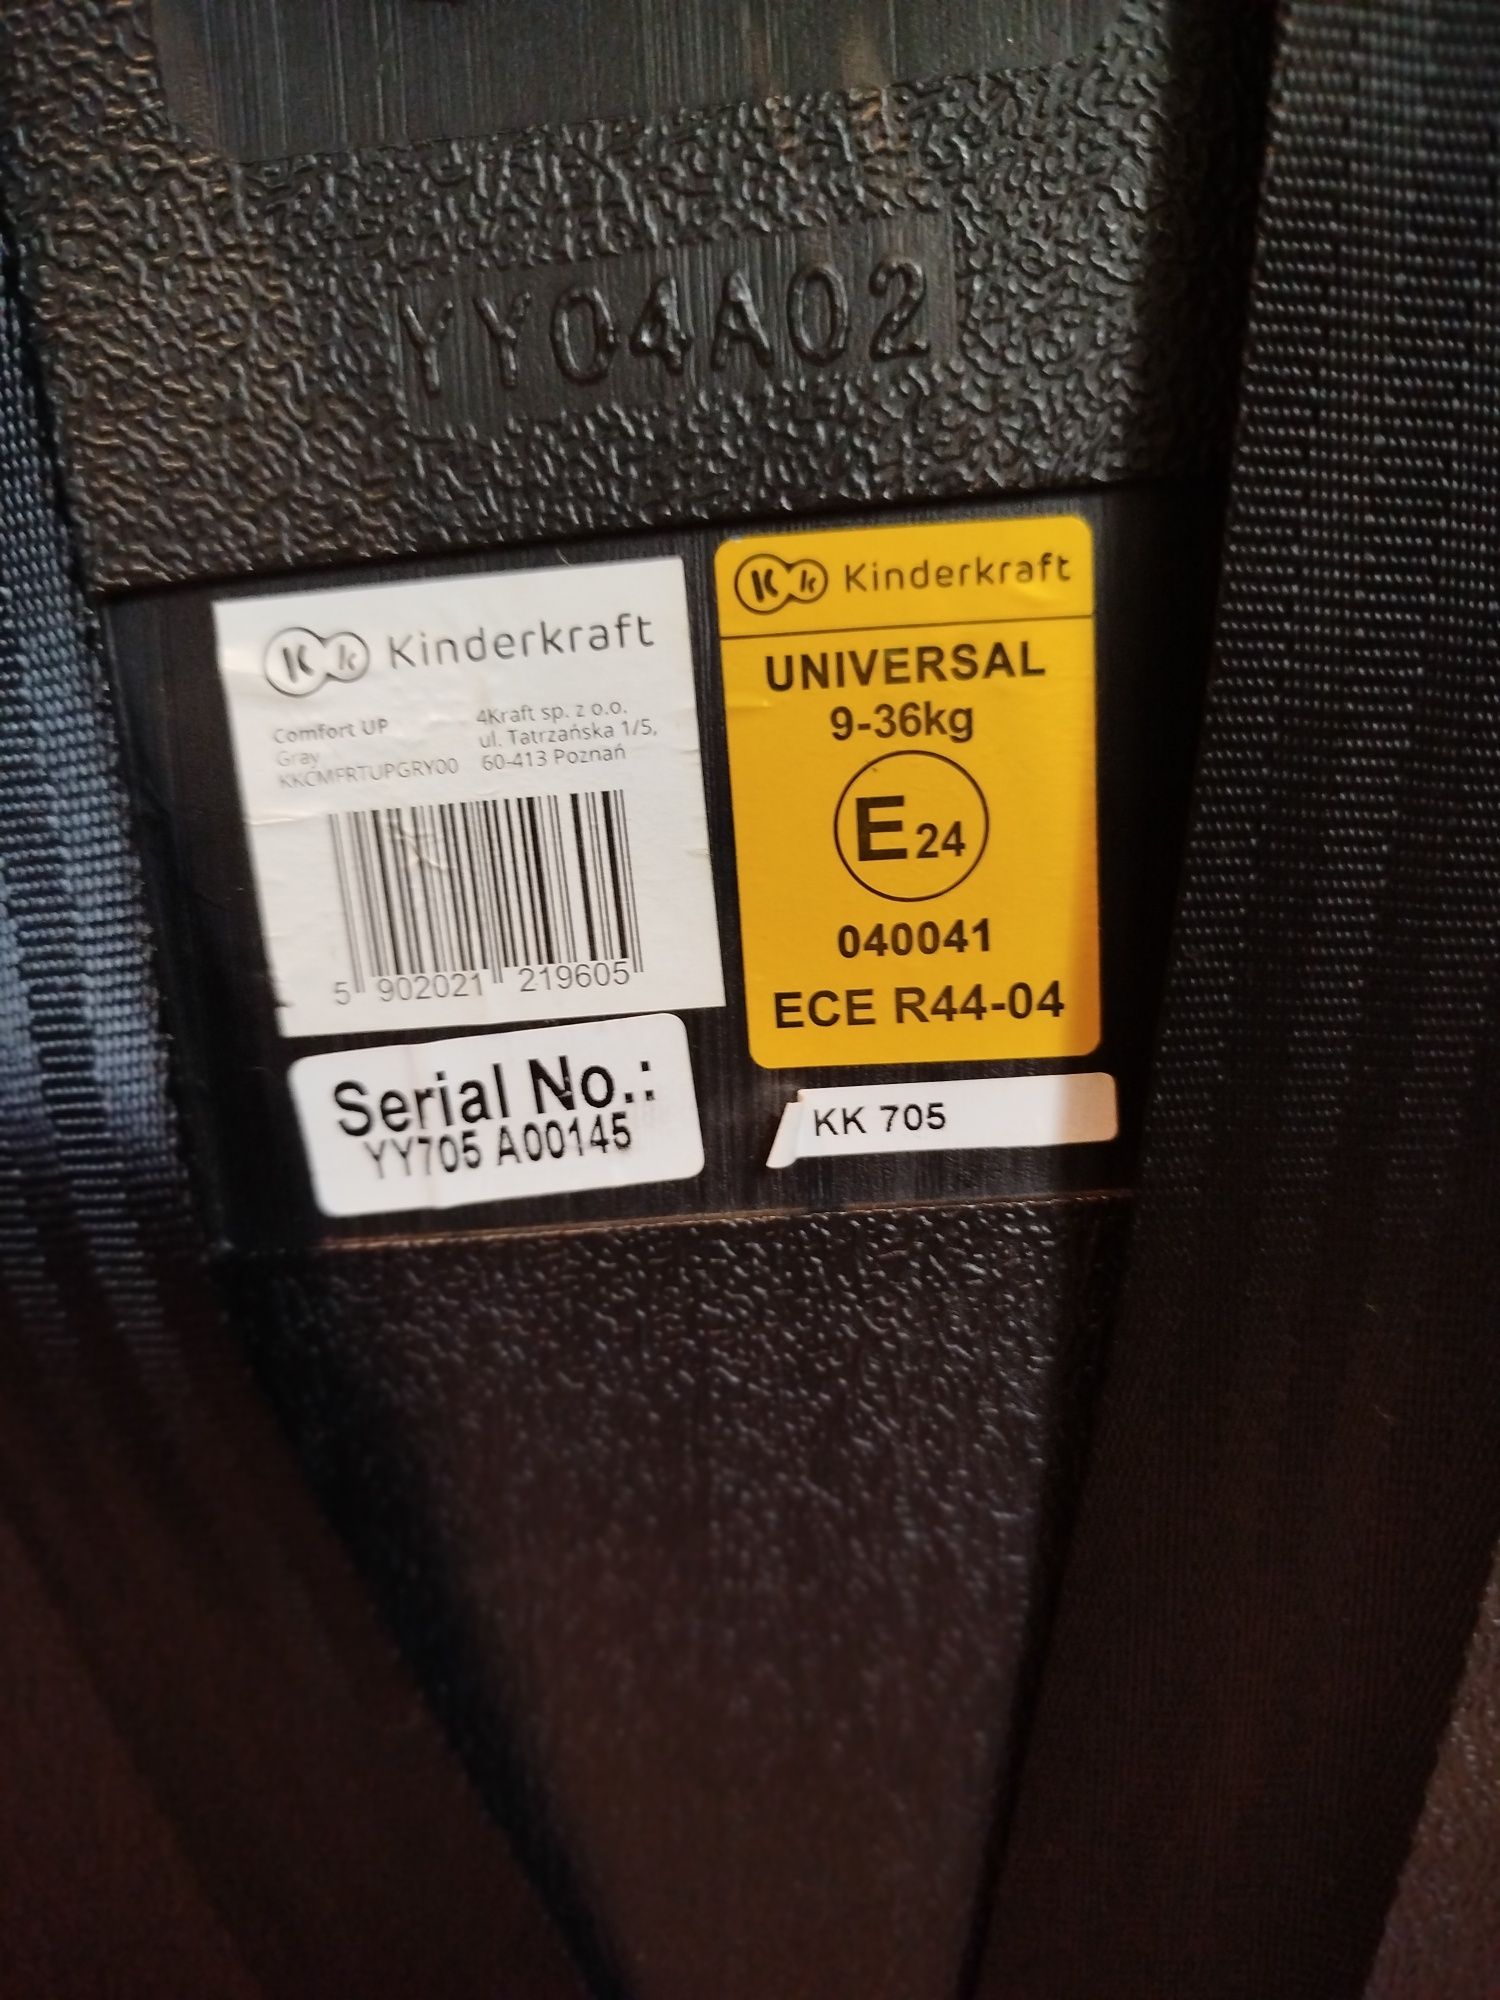 YY04A02
Kinderkraft
Comfort UP
Gray
KKCMFRTUPGRY00
4Kraft sp. z o.o.
ul. Tatrzańska 1/5,
60-413 Poznań
5 902021 219605
Serial No.:
YY705 A00145
Kinderkraft
UNIVERSAL
9-36kg
E24
040041
ECE R44-04
KK 705